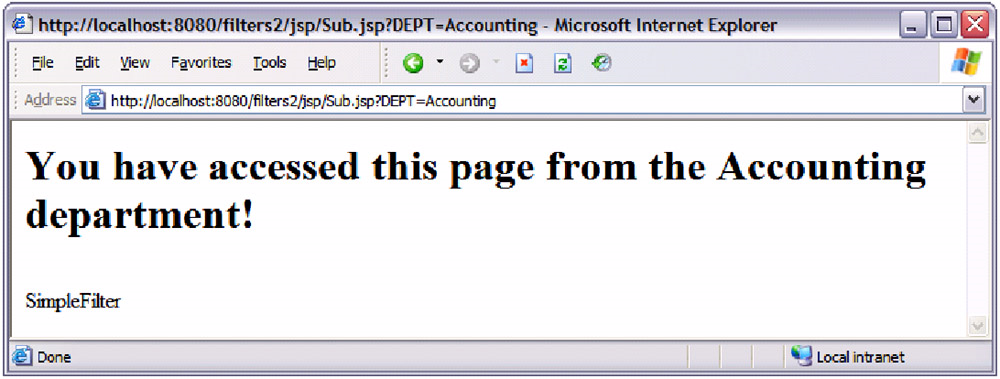 http://localhost:8080/filters2/jsp/Sub.jsp?DEPT=Accounting - Microsoft Internet Explorer
File Edit View Favorites Tools Help
Address http://localhost:8080/filters2/jsp/Sub.jsp?DEPT=Accounting
You have accessed this page from the Accounting
department!
SimpleFilter
Done Local intranet